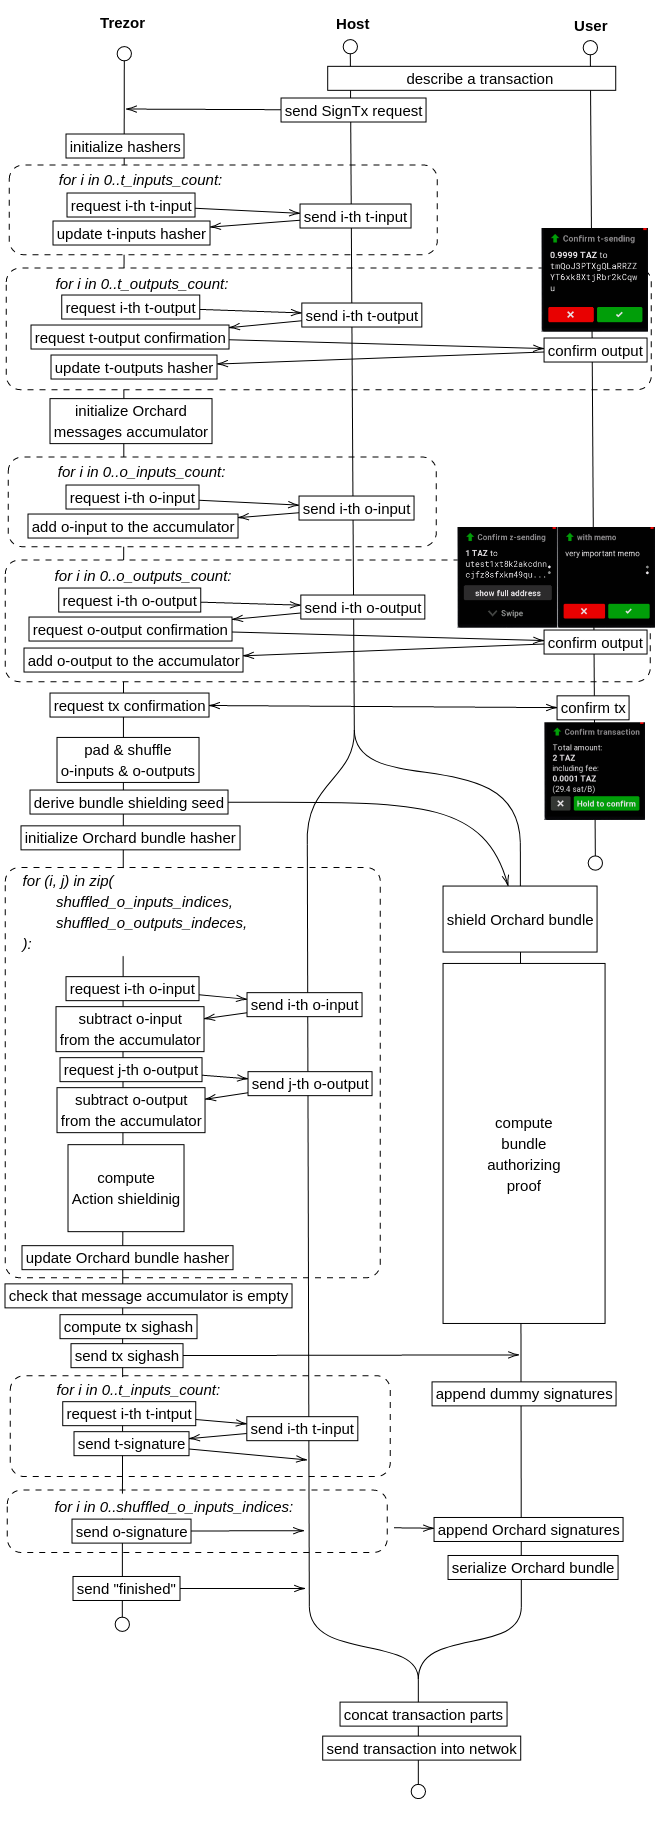 Trezor
Host
User
describe a transaction
send SignTx request
initialize hashers
for i in 0..t_inputs_count:
request i-th t-input
send i-th t-input
update t-inputs hasher
Confirm t-sending
0.9999 TAZ to
tmQoJ3PTXgQLaRRZZ
YT6xk8XtjRbr2kCqw
u
for i in 0..t_outputs_count:
request i-th t-output
send i-th t-output
request t-output confirmation
confirm output
update t-outputs hasher
initialize Orchard
messages accumulator
for i in 0..o_inputs_count:
request i-th o-input
send i-th o-input
add o-input to the accumulator
Confirm z-sending
1 TAZ to
utest1xt8k2akcdnn
cjfz8sfxkm49qu...
show full address
Swipe
with memo
very important memo
for i in 0..o_outputs_count:
request i-th o-output
send i-th o-output
request o-output confirmation
confirm output
add o-output to the accumulator
request tx confirmation
confirm tx
Confirm transaction
Total amount:
2 TAZ
including fee:
0.0001 TAZ
(29.4 sat/B)
Hold to confirm
pad & shuffle
o-inputs & o-outputs
derive bundle shielding seed
initialize Orchard bundle hasher
for (i, j) in zip(
shuffled_o_inputs_indices,
shuffled_o_outputs_indeces,
):
shield Orchard bundle
request i-th o-input
send i-th o-input
subtract o-input
from the accumulator
request j-th o-output
send j-th o-output
subtract o-output
from the accumulator
compute
bundle
authorizing
proof
compute
Action shieldinig
update Orchard bundle hasher
check that message accumulator is empty
compute tx sighash
send tx sighash
append dummy signatures
for i in 0..t_inputs_count:
request i-th t-intput
send i-th t-input
send t-signature
for i in 0..shuffled_o_inputs_indices:
send o-signature
append Orchard signatures
serialize Orchard bundle
send "finished"
concat transaction parts
send transaction into netwok